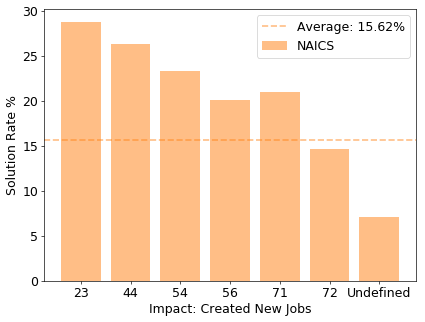 30
25
20
15
10
5
0
Solution Rate %
Average: 15.62%
NAICS
23 44 54 56 71 72 Undefined
Impact: Created New Jobs